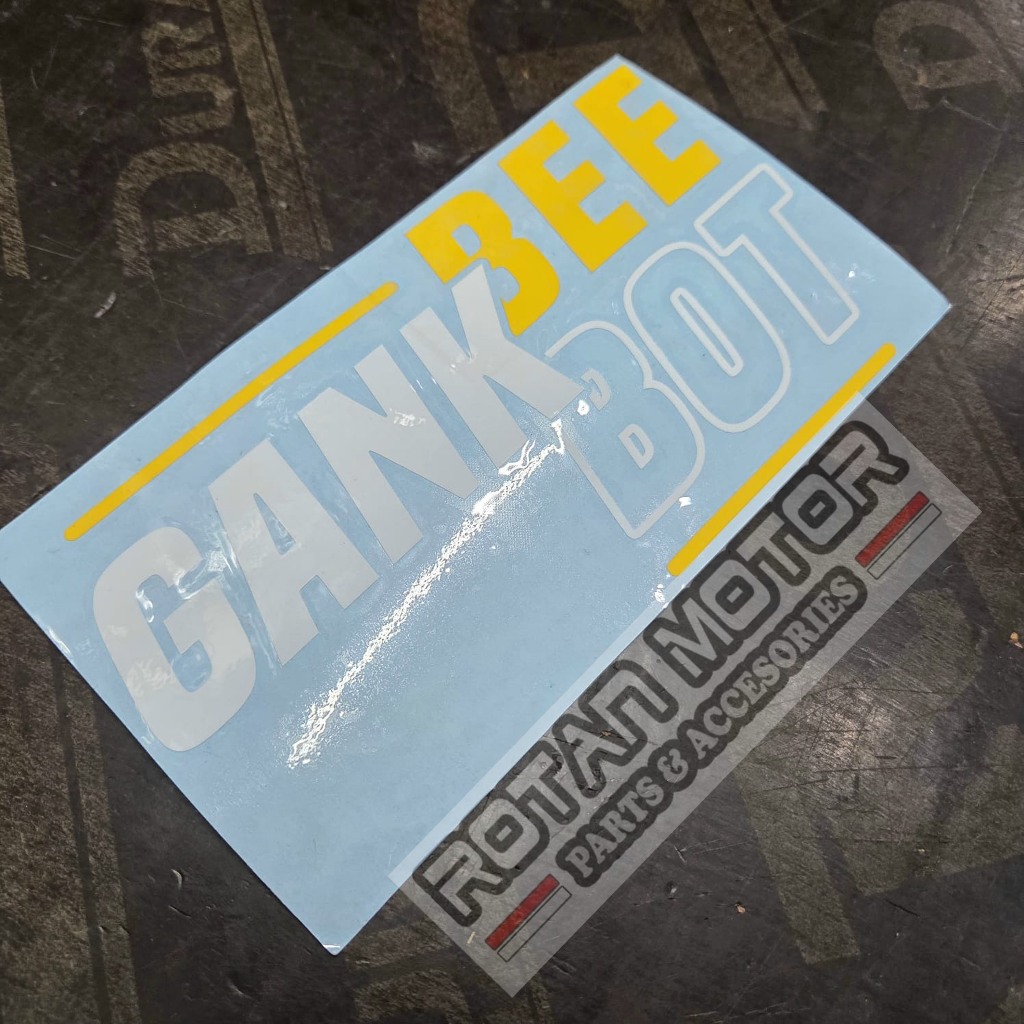 BEE
GANK
BOT
ROTAN MOTOR
PARTS & ACCESORIES